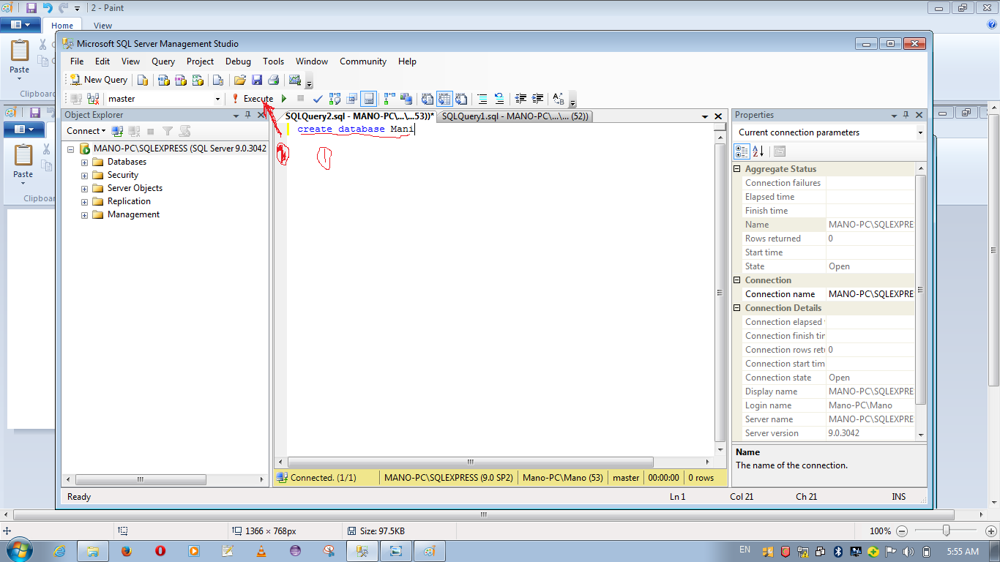 2 - Paint
Home View
Paste
Clipboard
Microsoft SQL Server Management Studio
File Edit View Query Project Debug Tools Window Community Help
New Query
master Execute
Object Explorer
Connect
MANO-PC\SQLEXPRESS (SQL Server 9.0.3042
Databases
Security
Server Objects
Replication
Management
SQLQuery2.sql - MANO-PC\...\...53))* SQLQuery1.sql - MANO-PC\...\... (52))
create database Mani
1
Properties
Current connection parameters
Aggregate Status
Connection failures
Elapsed time
Finish time
Name MANO-PC\SQLEXPRE
Rows returned 0
Start time
State Open
Connection
Connection name MANO-PC\SQLEXPRE
Connection Details
Connection elapsed
Connection finish tin
Connection rows ret 0
Connection start tim
Connection state Open
Display name MANO-PC\SQLEXPRE
Login name Mano-PC\Mano
Server name MANO-PC\SQLEXPRE
Server version 9.0.3042
Name
The name of the connection.
Connected. (1/1) MANO-PC\SQLEXPRESS (9.0 SP2) Mano-PC\Mano (53) master 00:00:00 0 rows
Ready Ln 1 Col 21 Ch 21 INS
Paste
Clipboar
1366 × 768px Size: 97.5KB 100%
EN 5:55 AM